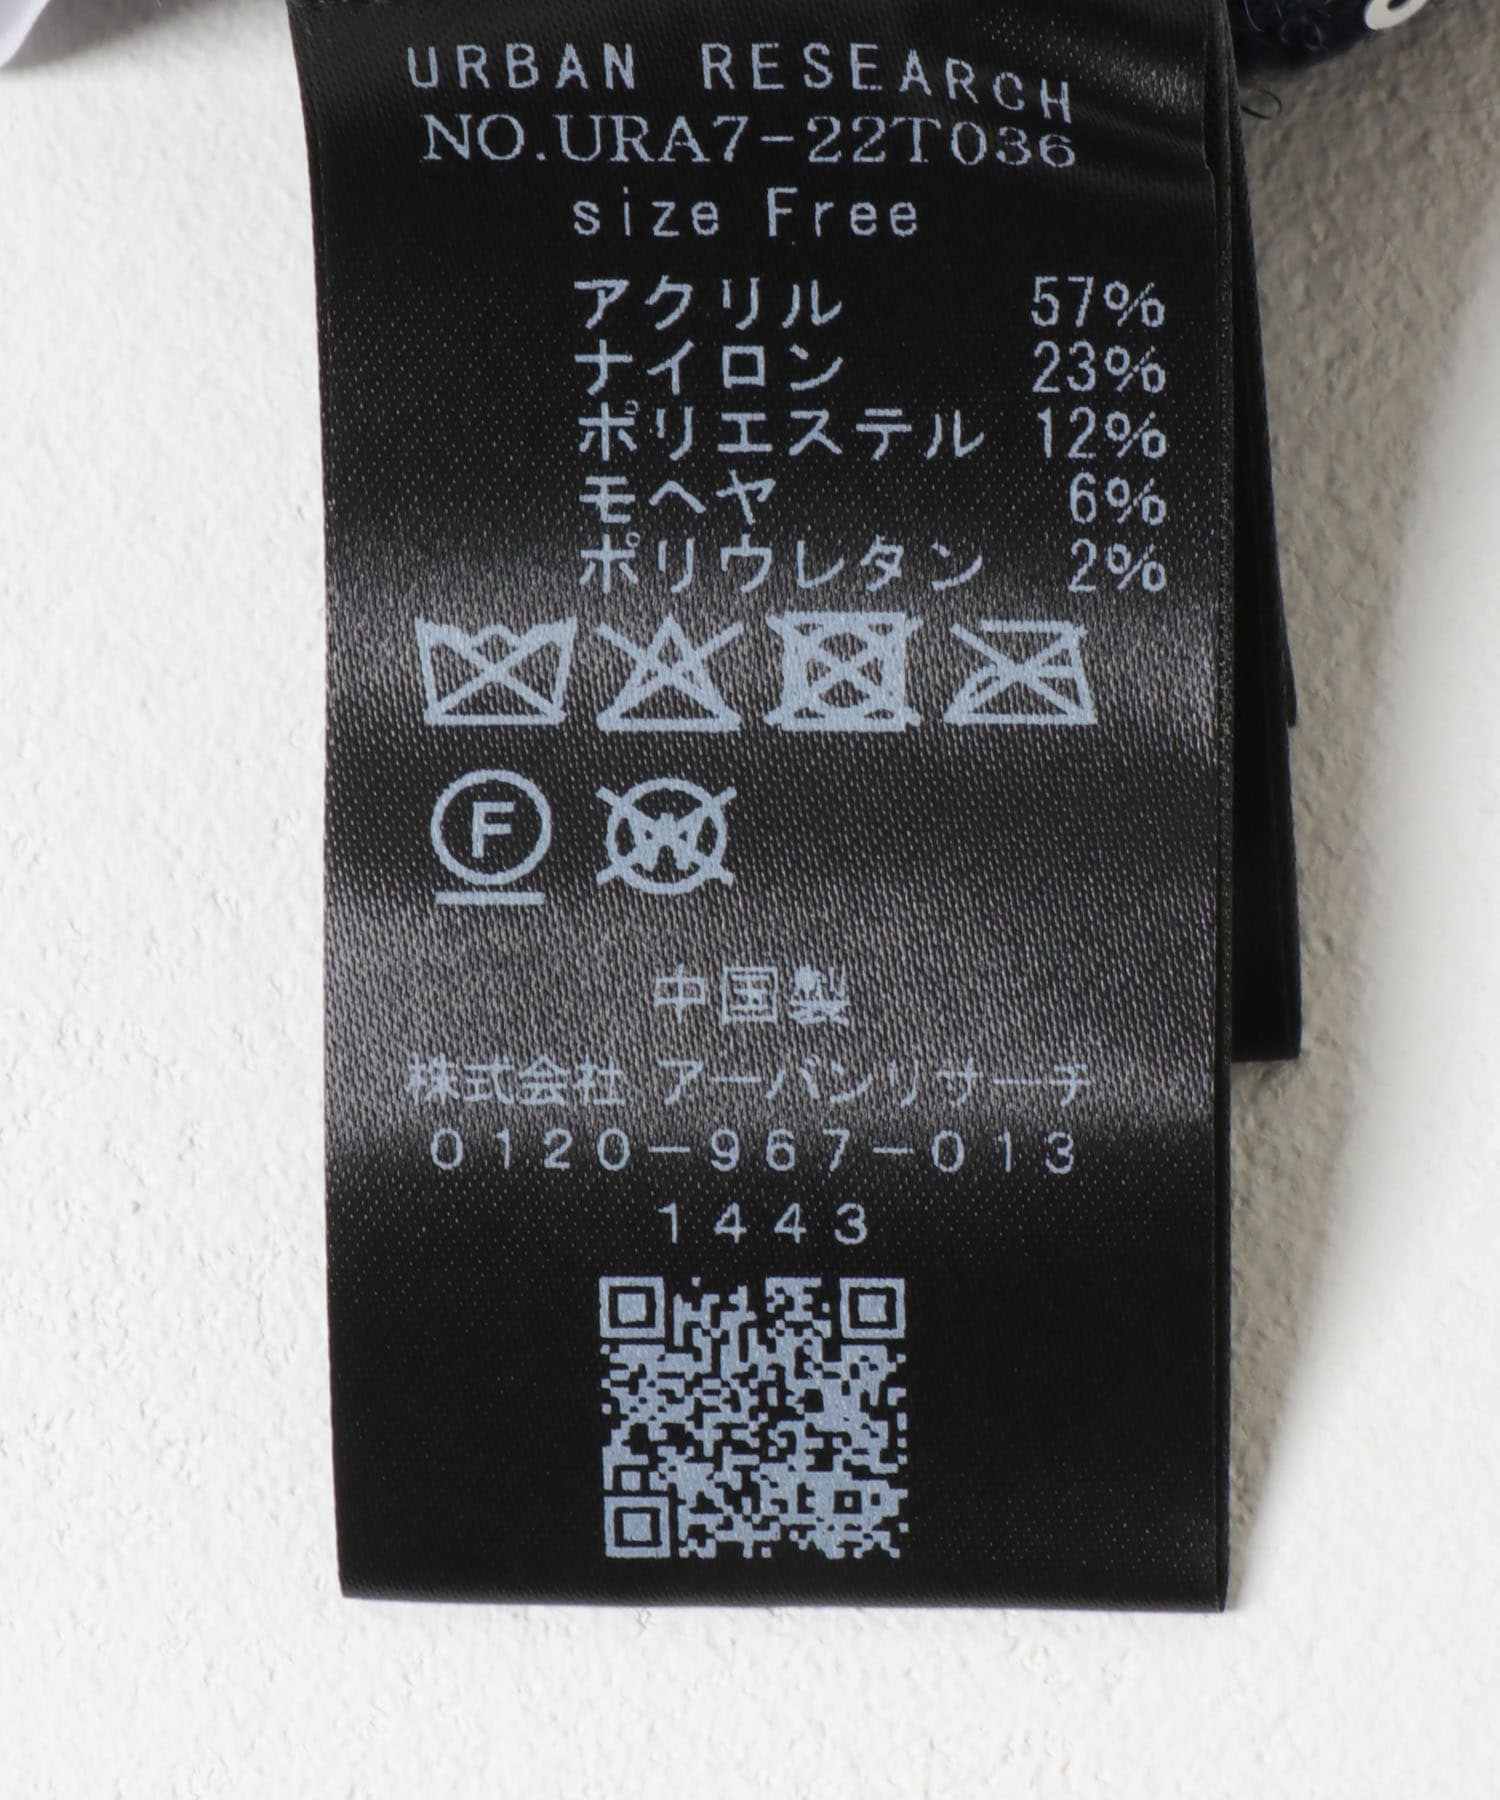 URBAN RESEARCH
NO.URA7-22T036
size Free
アクリル 57%
ナイロン 23%
ポリエステル 12%
モヘヤ 6%
ポリウレタン 2%
F
W
中国製
株式会社 アーバンリサーチ
0120-967-013
1443